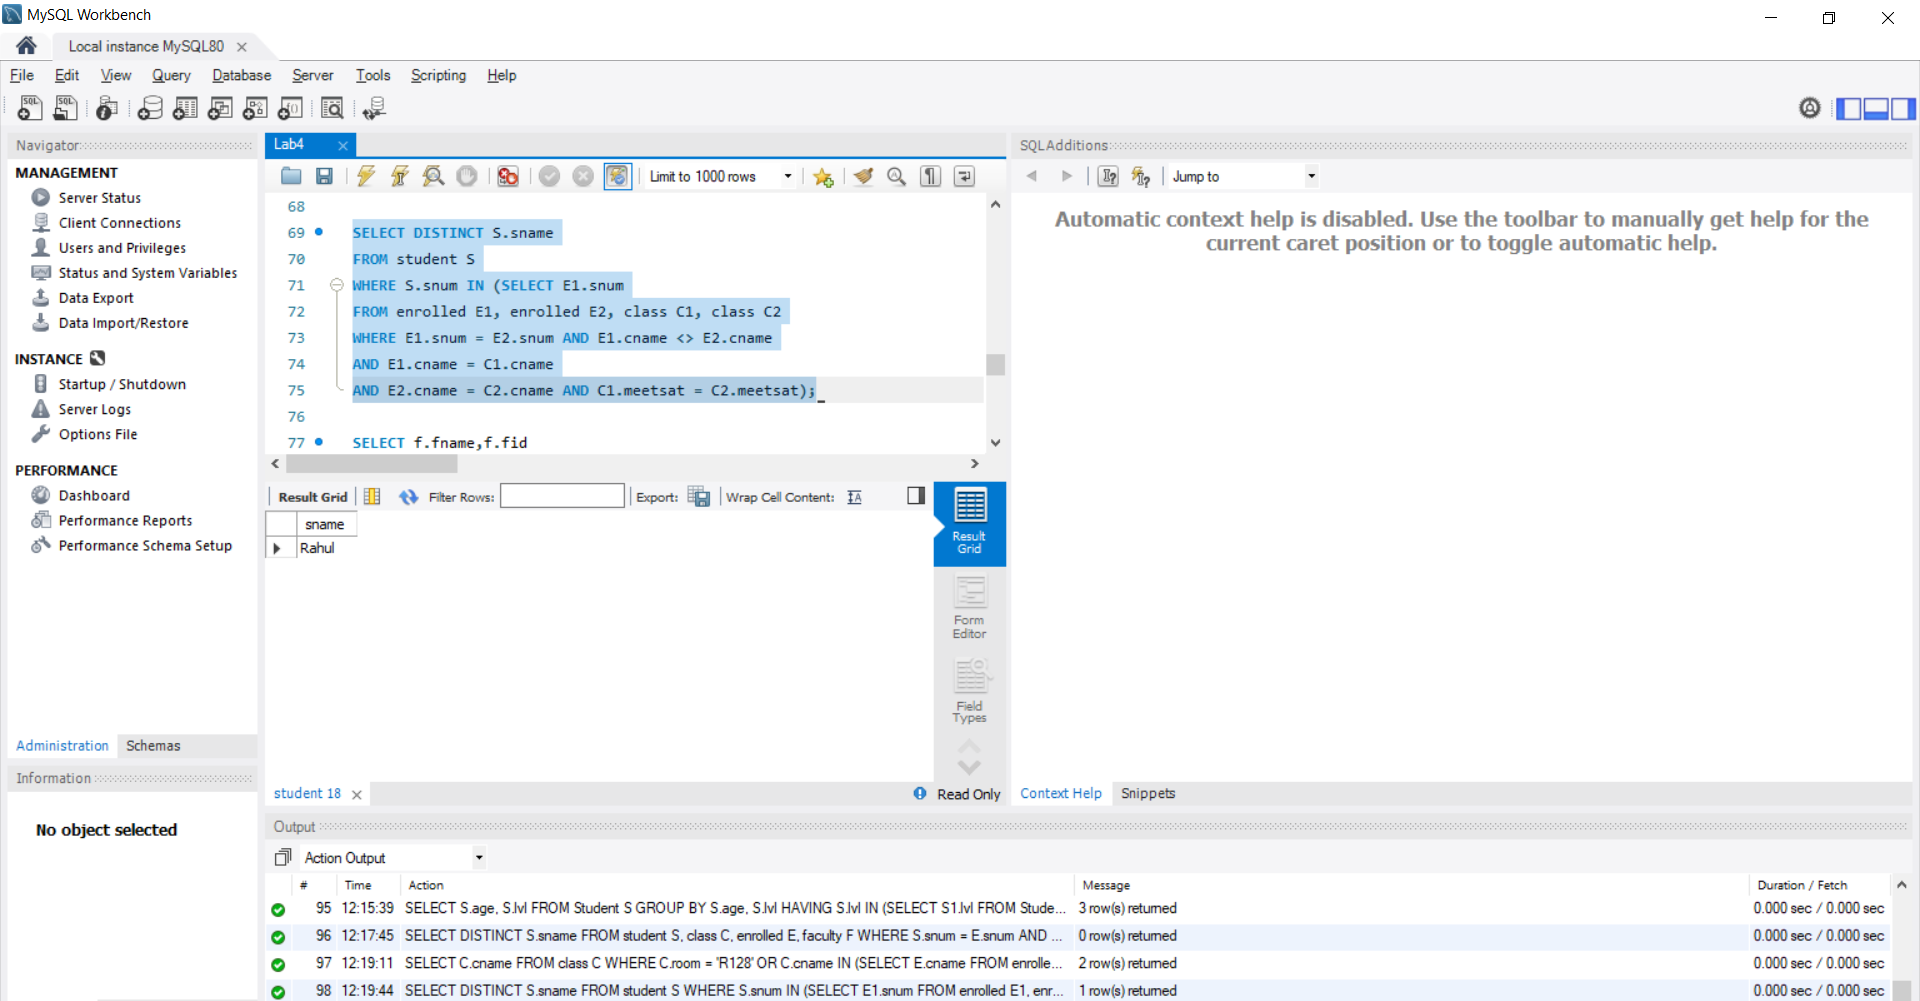 MySQL Workbench
Local instance MySQL80
File Edit View Query Database Server Tools Scripting Help
Navigator
MANAGEMENT
Server Status
Client Connections
Users and Privileges
Status and System Variables
Data Export
Data Import/Restore
INSTANCE
Startup / Shutdown
Server Logs
Options File
PERFORMANCE
Dashboard
Performance Reports
Performance Schema Setup
Administration Schemas
Information
No object selected
Lab4
Limit to 1000 rows
68
69 SELECT DISTINCT S.sname
70 FROM student S
71 WHERE S.snum IN (SELECT E1.snum
72 FROM enrolled E1, enrolled E2, class C1, class C2
73 WHERE E1.snum = E2.snum AND E1.cname <> E2.cname
74 AND E1.cname = C1.cname
75 AND E2.cname = C2.cname AND C1.meetsat = C2.meetsat);
76
77 SELECT f.fname,f.fid
Result Grid Filter Rows: Export: Wrap Cell Content:
sname
Rahul
Result Grid
Form Editor
Field Types
student 18
Read Only
SQLAdditions
Jump to
Automatic context help is disabled. Use the toolbar to manually get help for the
current caret position or to toggle automatic help.
Context Help Snippets
Output
Action Output
# Time Action Message Duration / Fetch
95 12:15:39 SELECT S.age, S.lvl FROM Student S GROUP BY S.age, S.lvl HAVING S.lvl IN (SELECT S1.lvl FROM Stude... 3 row(s) returned 0.000 sec / 0.000 sec
96 12:17:45 SELECT DISTINCT S.sname FROM student S, class C, enrolled E, faculty F WHERE S.snum = E.snum AND ... 0 row(s) returned 0.000 sec / 0.000 sec
97 12:19:11 SELECT C.cname FROM class C WHERE C.room = 'R128' OR C.cname IN (SELECT E.cname FROM enrolle... 2 row(s) returned 0.000 sec / 0.000 sec
98 12:19:44 SELECT DISTINCT S.sname FROM student S WHERE S.snum IN (SELECT E1.snum FROM enrolled E1, enr... 1 row(s) returned 0.000 sec / 0.000 sec